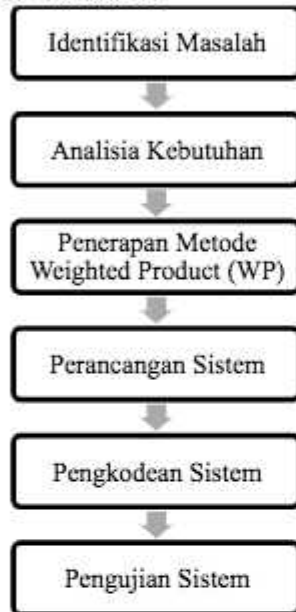 Identifikasi Masalah
Analisia Kebutuhan
Penerapan Metode
Weighted Product (WP)
Perancangan Sistem
Pengkodean Sistem
Pengujian Sistem